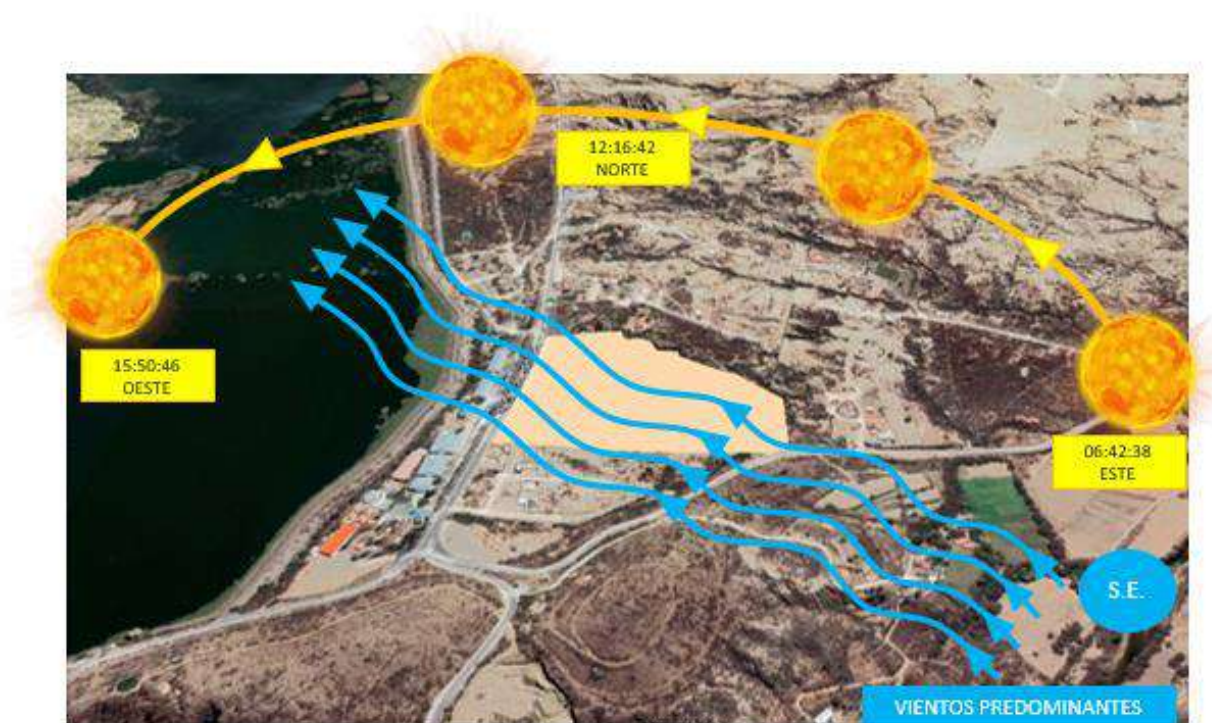 12:16:42
NORTE
15:50:46
OESTE
06:42:38
ESTE
S.E.
VIENTOS PREDOMINANTES